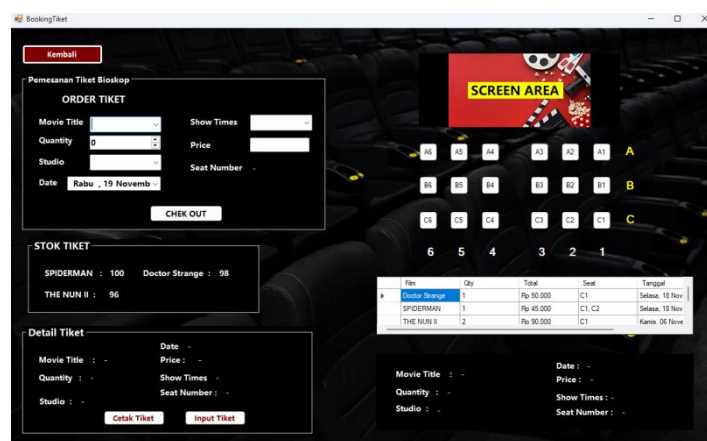 BookingTiket
Kembali
Pemesanan Tiket Bioskop
ORDER TIKET
Movie Title
Show Times
Quantity 0
Price
Studio
Seat Number -
Date Rabu , 19 Novemb
CHEK OUT
SCREEN AREA
A6 A5 A4 A3 A2 A1 A
B6 B5 B4 B3 B2 B1 B
C6 C5 C4 C3 C2 C1 C
6 5 4 3 2 1
STOK TIKET
SPIDERMAN : 100 Doctor Strange : 98
THE NUN II : 96
Film Qty Total Seat Tanggal
Doctor Strange 1 Rp 50.000 C1 Selasa, 18 Nov
SPIDERMAN 1 Rp 45.000 C1, C2 Selasa, 18 Nov
THE NUN II 2 Rp 90.000 C1 Kamis, 06 Nove
Detail Tiket
Date -
Movie Title : - Price : -
Quantity : - Show Times -
Seat Number : -
Studio : -
Cetak Tiket Input Tiket
Date : -
Movie Title : - Price : -
Quantity : - Show Times : -
Studio : - Seat Number : -